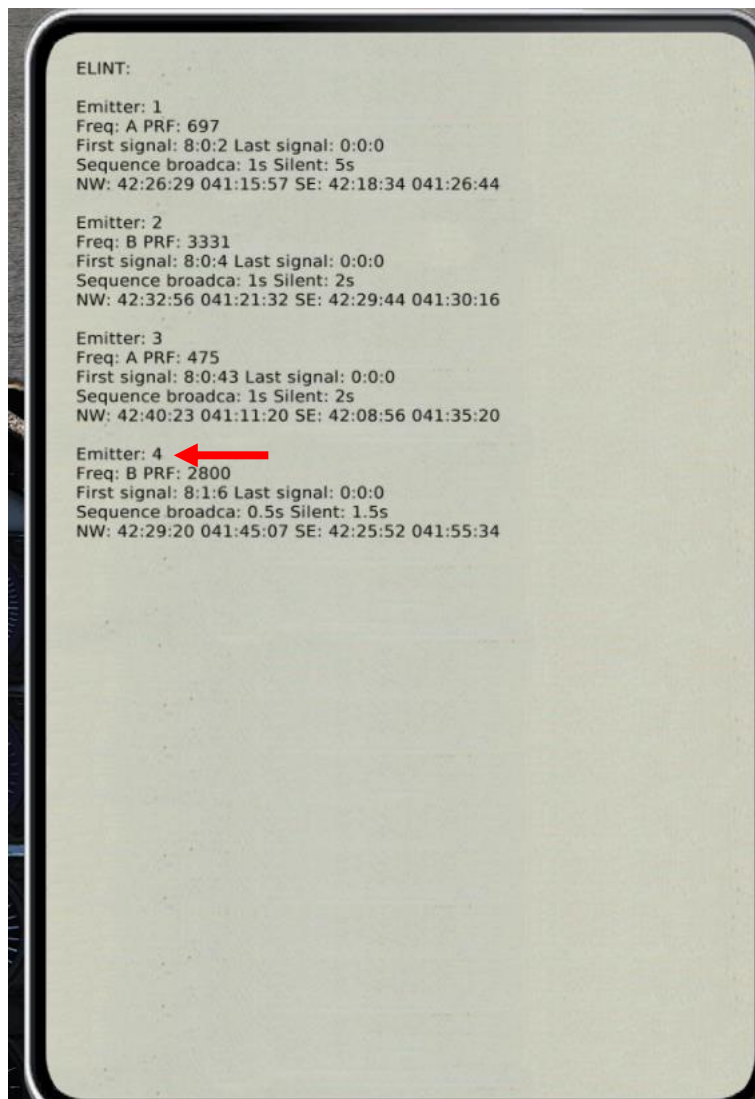 ELINT:
Emitter: 1
Freq: A PRF: 697
First signal: 8:0:2 Last signal: 0:0:0
Sequence broadca: 1s Silent: 5s
NW: 42:26:29 041:15:57 SE: 42:18:34 041:26:44
Emitter: 2
Freq: B PRF: 3331
First signal: 8:0:4 Last signal: 0:0:0
Sequence broadca: 1s Silent: 2s
NW: 42:32:56 041:21:32 SE: 42:29:44 041:30:16
Emitter: 3
Freq: A PRF: 475
First signal: 8:0:43 Last signal: 0:0:0
Sequence broadca: 1s Silent: 2s
NW: 42:40:23 041:11:20 SE: 42:08:56 041:35:20
Emitter: 4
Freq: B PRF: 2800
First signal: 8:1:6 Last signal: 0:0:0
Sequence broadca: 0.5s Silent: 1.5s
NW: 42:29:20 041:45:07 SE: 42:25:52 041:55:34